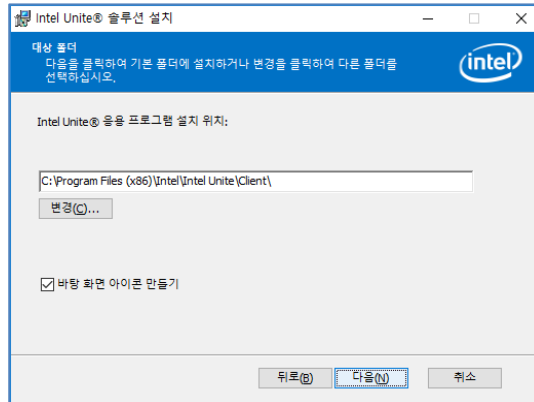 Intel Unite® 솔루션 설치
대상 폴더
다음을 클릭하여 기본 폴더에 설치하거나 변경을 클릭하여 다른 폴더를
선택하십시오.
intel
Intel Unite® 응용 프로그램 설치 위치:
C:\Program Files (x86)\Intel\Intel Unite\Client\
변경(C)...
바탕 화면 아이콘 만들기
뒤로(B) 다음(N) 취소